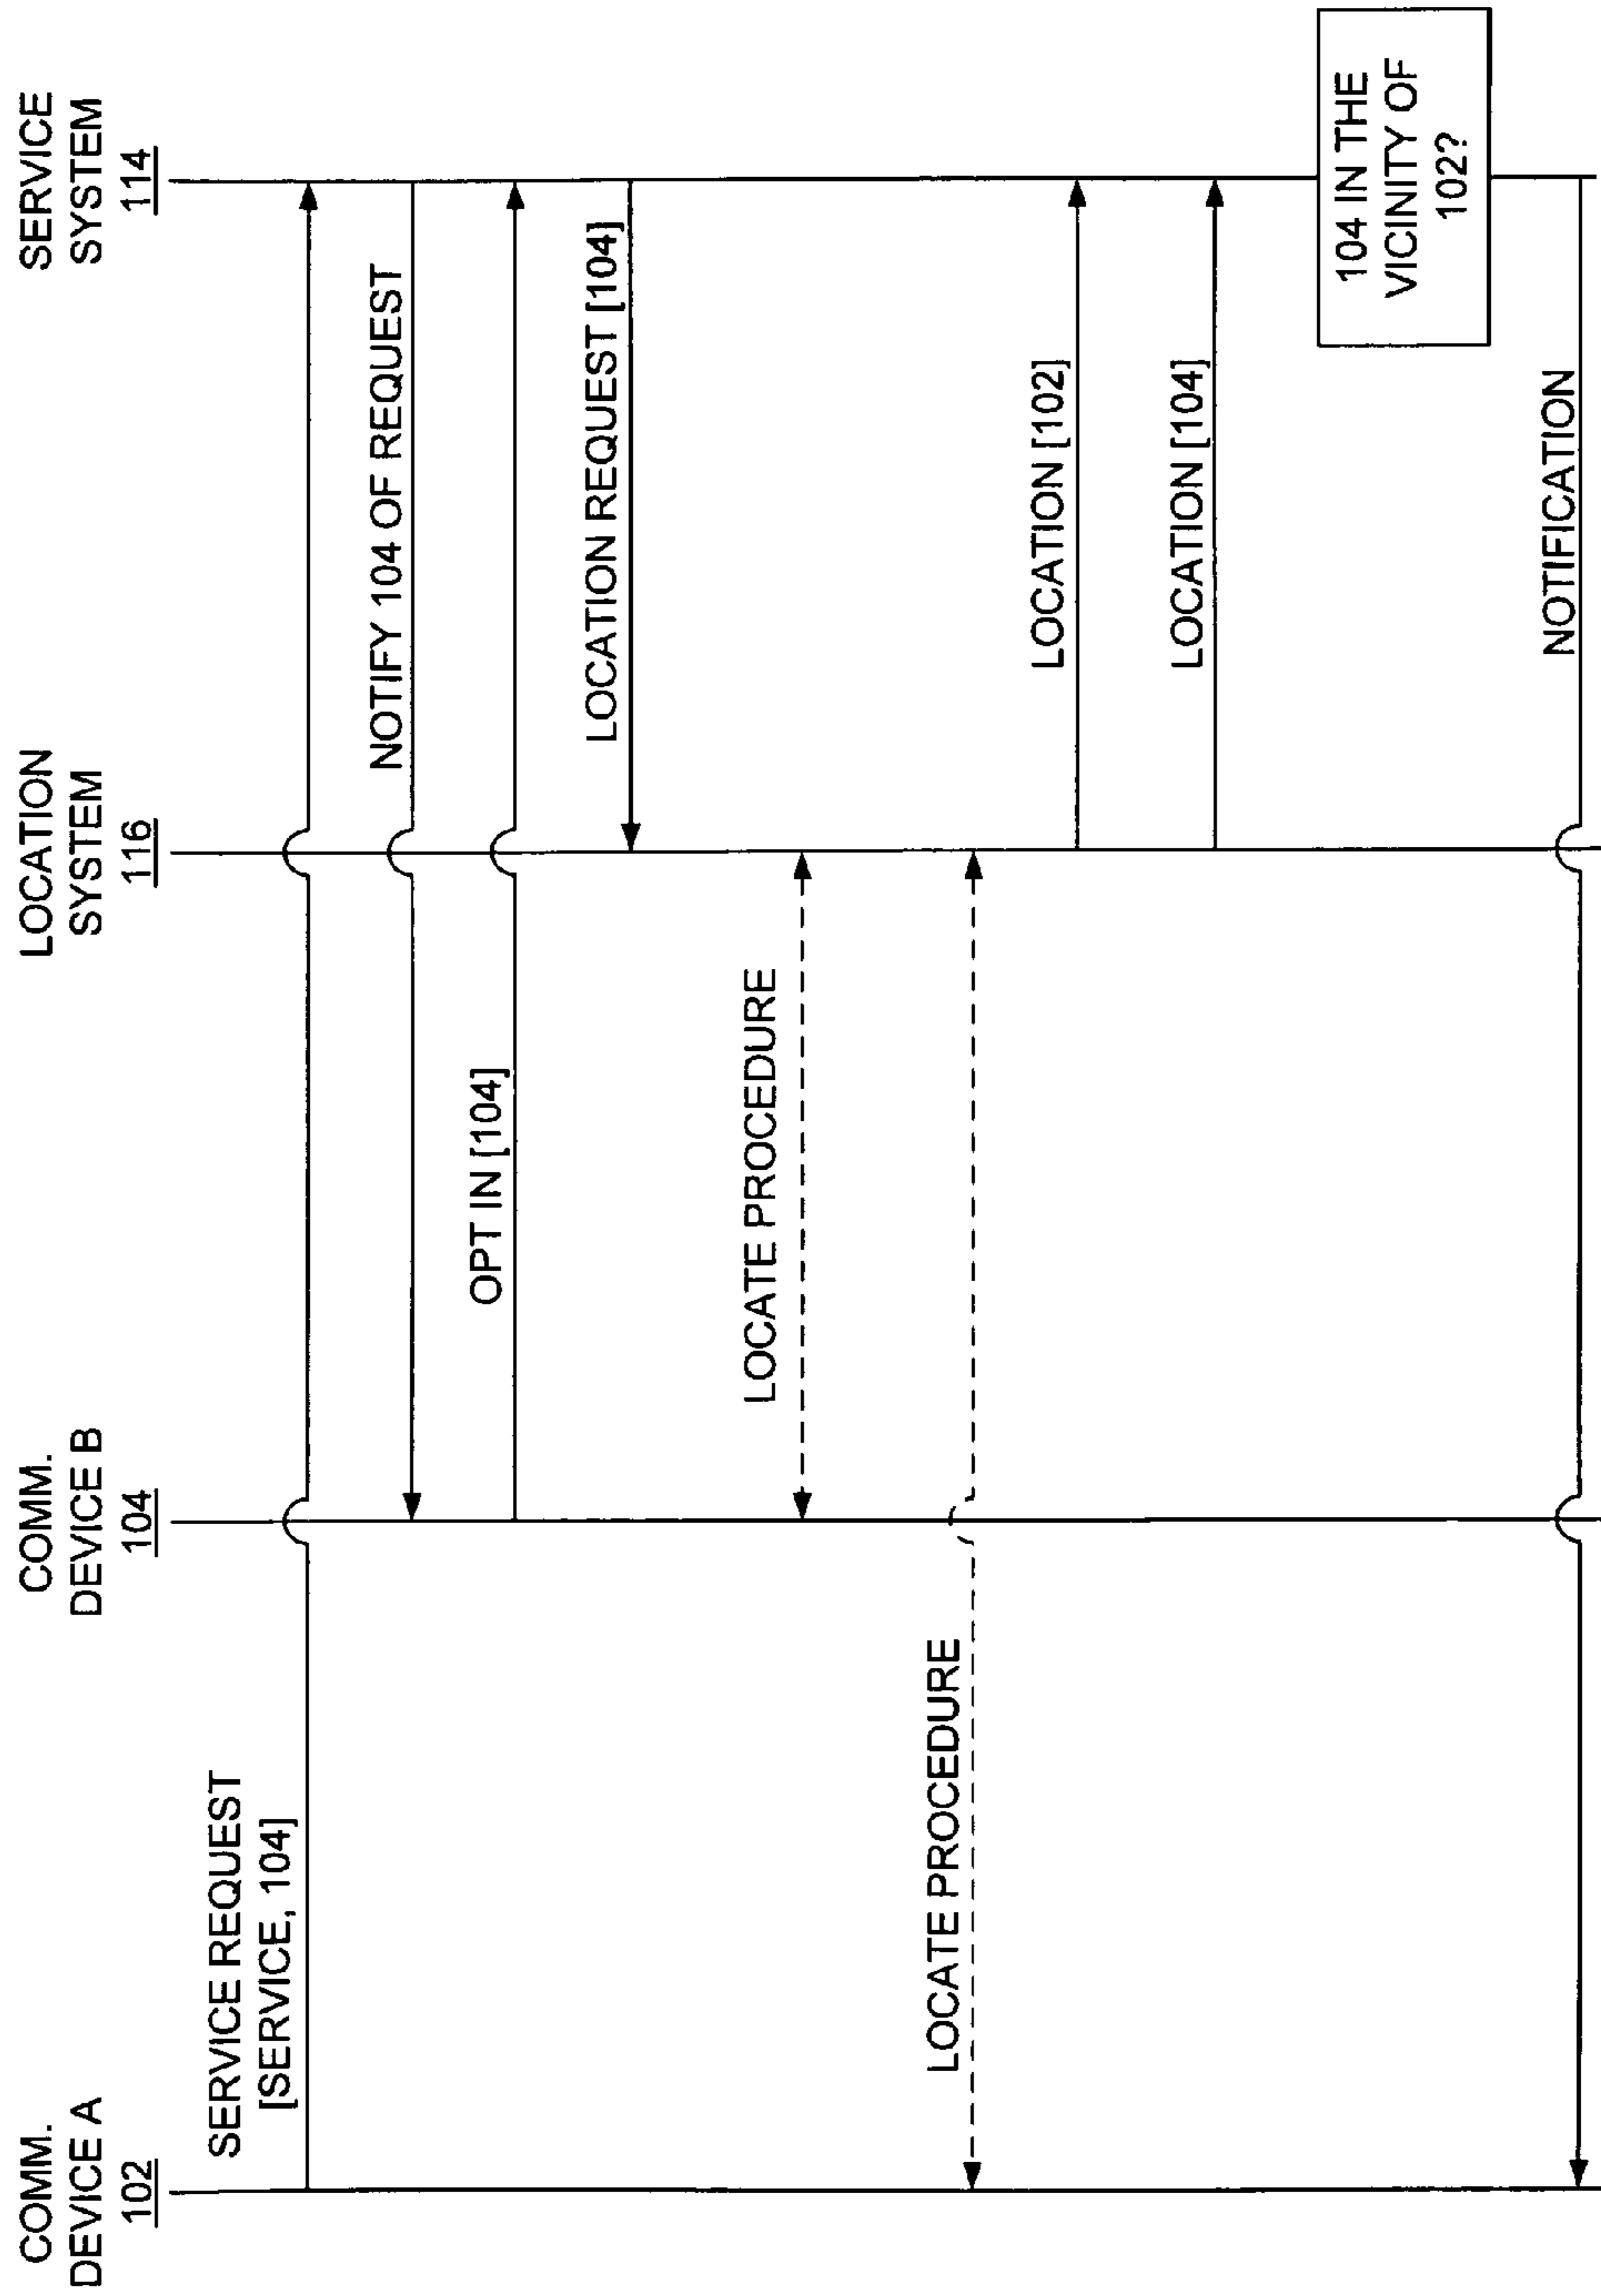 COMM.
DEVICE A
102
COMM.
DEVICE B
104
LOCATION
SYSTEM
116
SERVICE
SYSTEM
114
SERVICE REQUEST
[SERVICE, 104]
NOTIFY 104 OF REQUEST
OPT IN [104]
LOCATION REQUEST [104]
LOCATE PROCEDURE
LOCATE PROCEDURE
LOCATION [102]
LOCATION [104]
104 IN THE
VICINITY OF
102?
NOTIFICATION